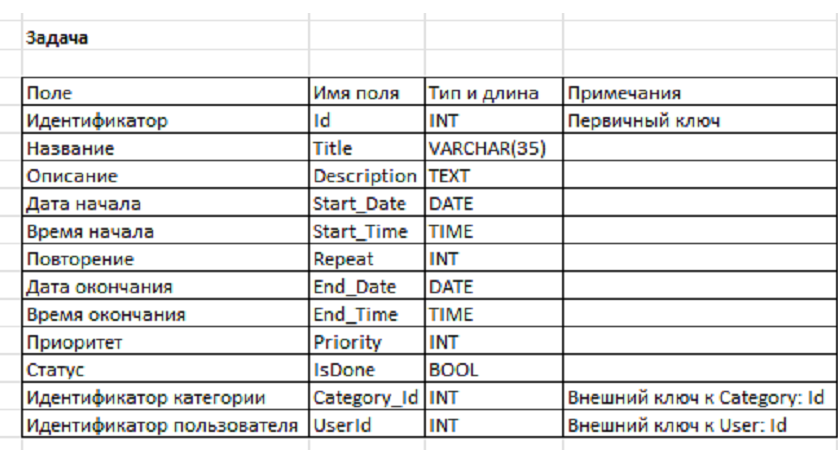 Задача
Поле Имя поля Тип и длина Примечания
Идентификатор Id INT Первичный ключ
Название Title VARCHAR(35)
Описание Description TEXT
Дата начала Start_Date DATE
Время начала Start_Time TIME
Повторение Repeat INT
Дата окончания End_Date DATE
Время окончания End_Time TIME
Приоритет Priority INT
Статус IsDone BOOL
Идентификатор категории Category_Id INT Внешний ключ к Category: Id
Идентификатор пользователя UserId INT Внешний ключ к User: Id